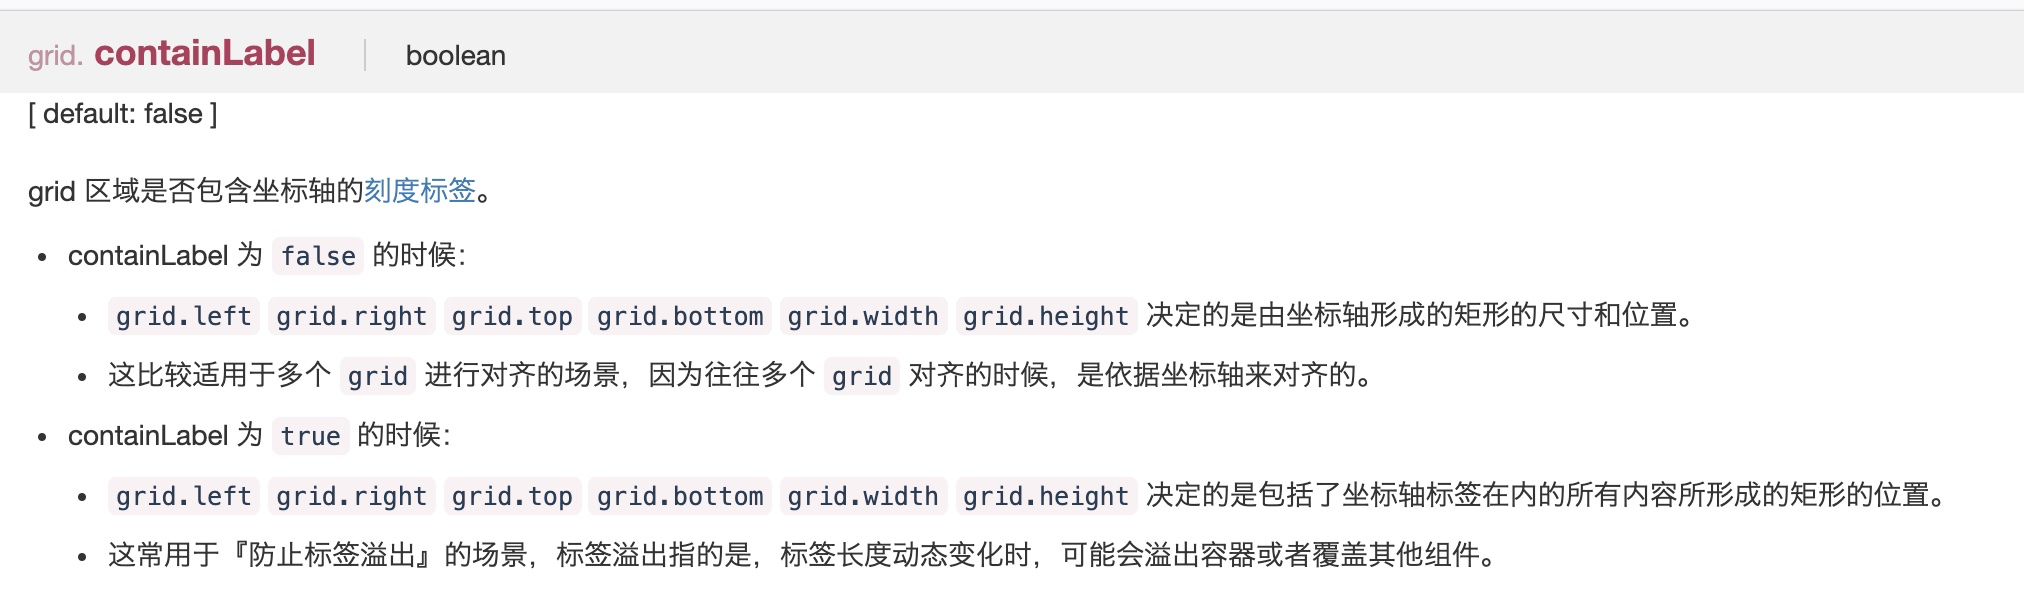 grid. containLabel boolean
[ default: false ]
grid 区域是否包含坐标轴的刻度标签。
containLabel 为 false 的时候：
grid.left grid.right grid.top grid.bottom grid.width grid.height 决定的是由坐标轴形成的矩形的尺寸和位置。
这比较适用于多个 grid 进行对齐的场景，因为往往多个 grid 对齐的时候，是依据坐标轴来对齐的。
containLabel 为 true 的时候：
grid.left grid.right grid.top grid.bottom grid.width grid.height 决定的是包括了坐标轴标签在内的所有内容所形成的矩形的位置。
这常用于『防止标签溢出』的场景，标签溢出指的是，标签长度动态变化时，可能会溢出容器或者覆盖其他组件。